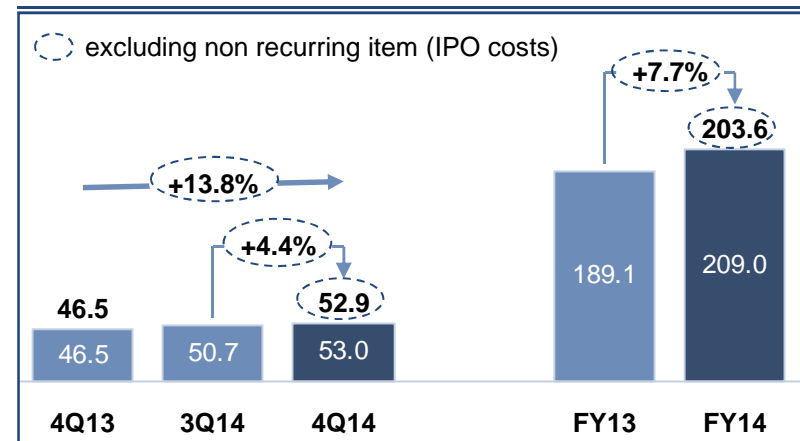 excluding non recurring item (IPO costs)
+7.7%
203.6
+13.8%
+4.4%
189.1
209.0
46.5
52.9
46.5
50.7
53.0
4Q13
3Q14
4Q14
FY13
FY14